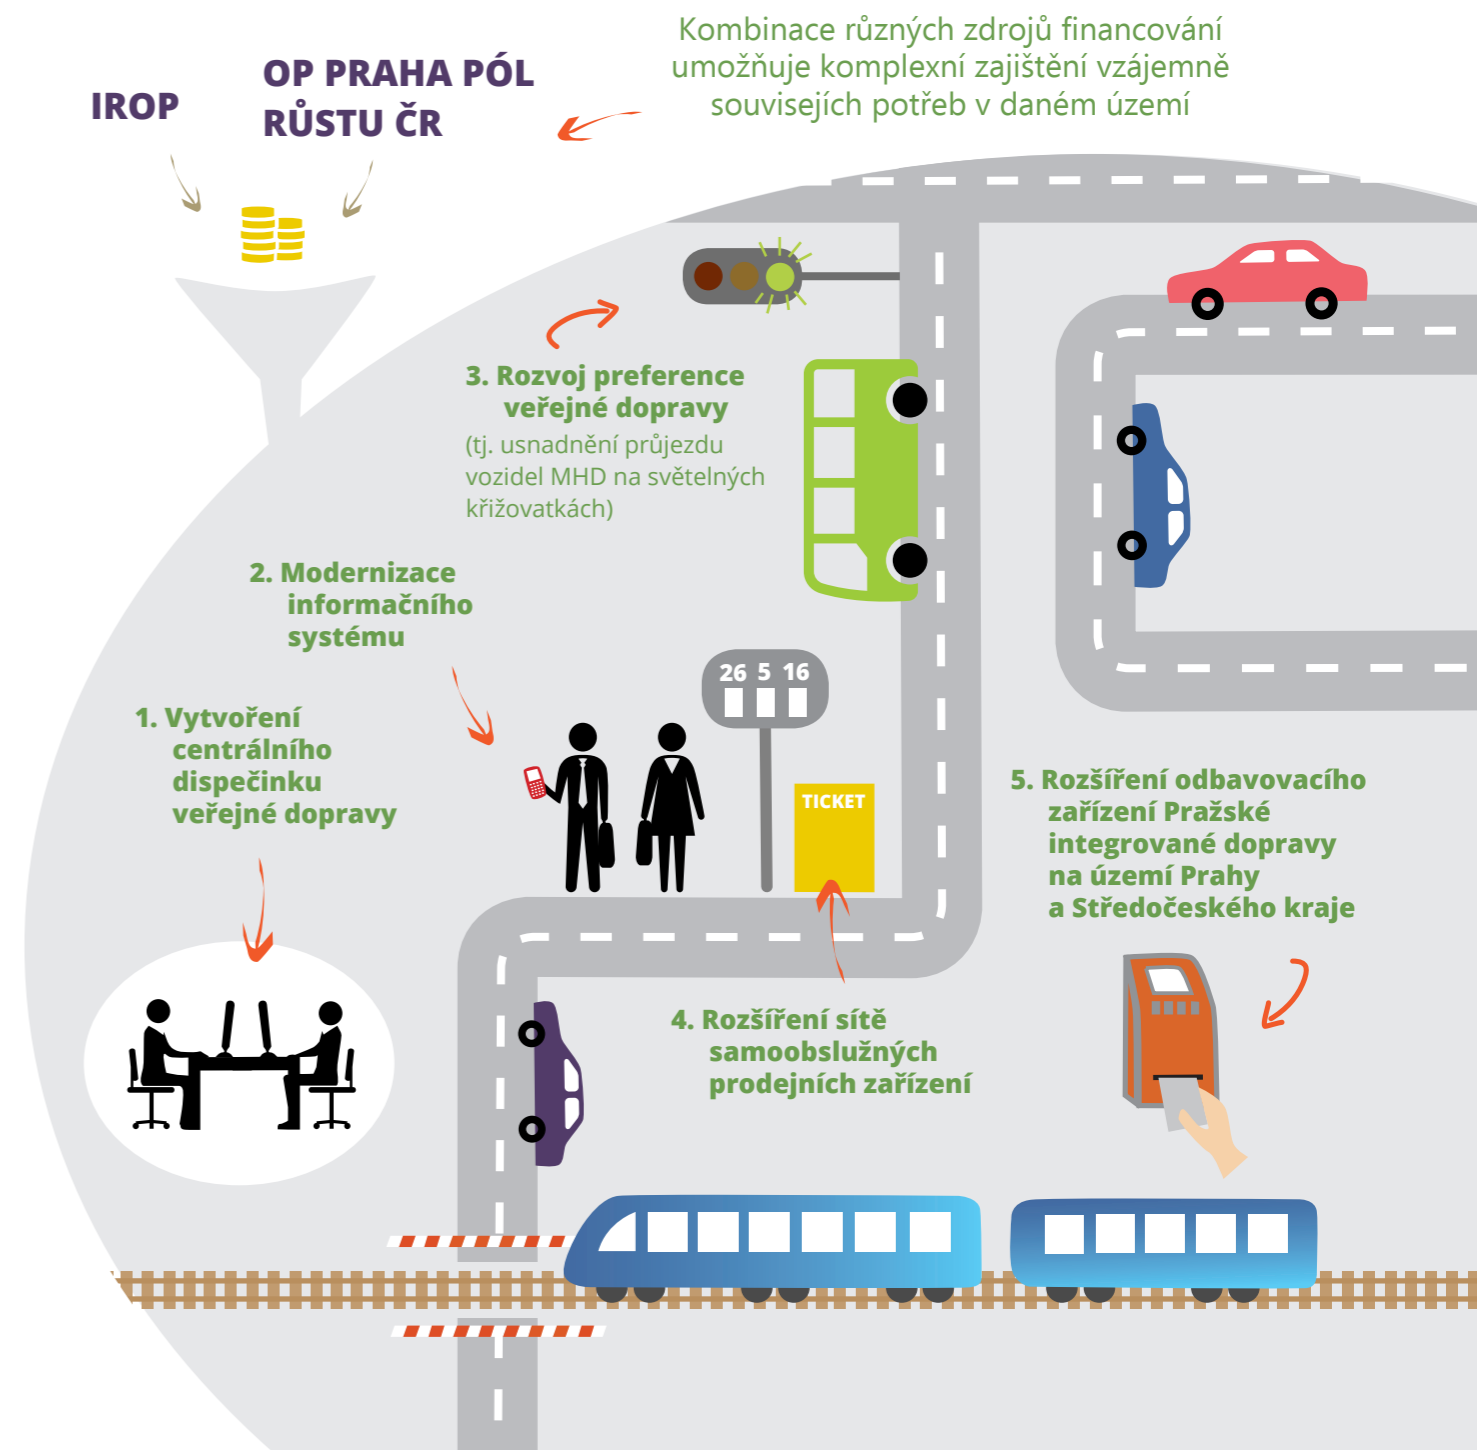 Kombinace různých zdrojů financování
umožňuje komplexní zajištění vzájemně
souvisejích potřeb v daném území
IROP
OP PRAHA PÓL
RŮSTU ČR
3. Rozvoj preference
veřejné dopravy
(tj. usnadnění průjezdu
vozidel MHD na světelných
křižovatkách)
2. Modernizace
informačního
systému
26 5 16
1. Vytvoření
centrálního
dispečinku
veřejné dopravy
TICKET
5. Rozšíření odbavovacího
zařízení Pražské
integrované dopravy
na území Prahy
a Středočeského kraje
4. Rozšíření sítě
samoobslužných
prodejních zařízení